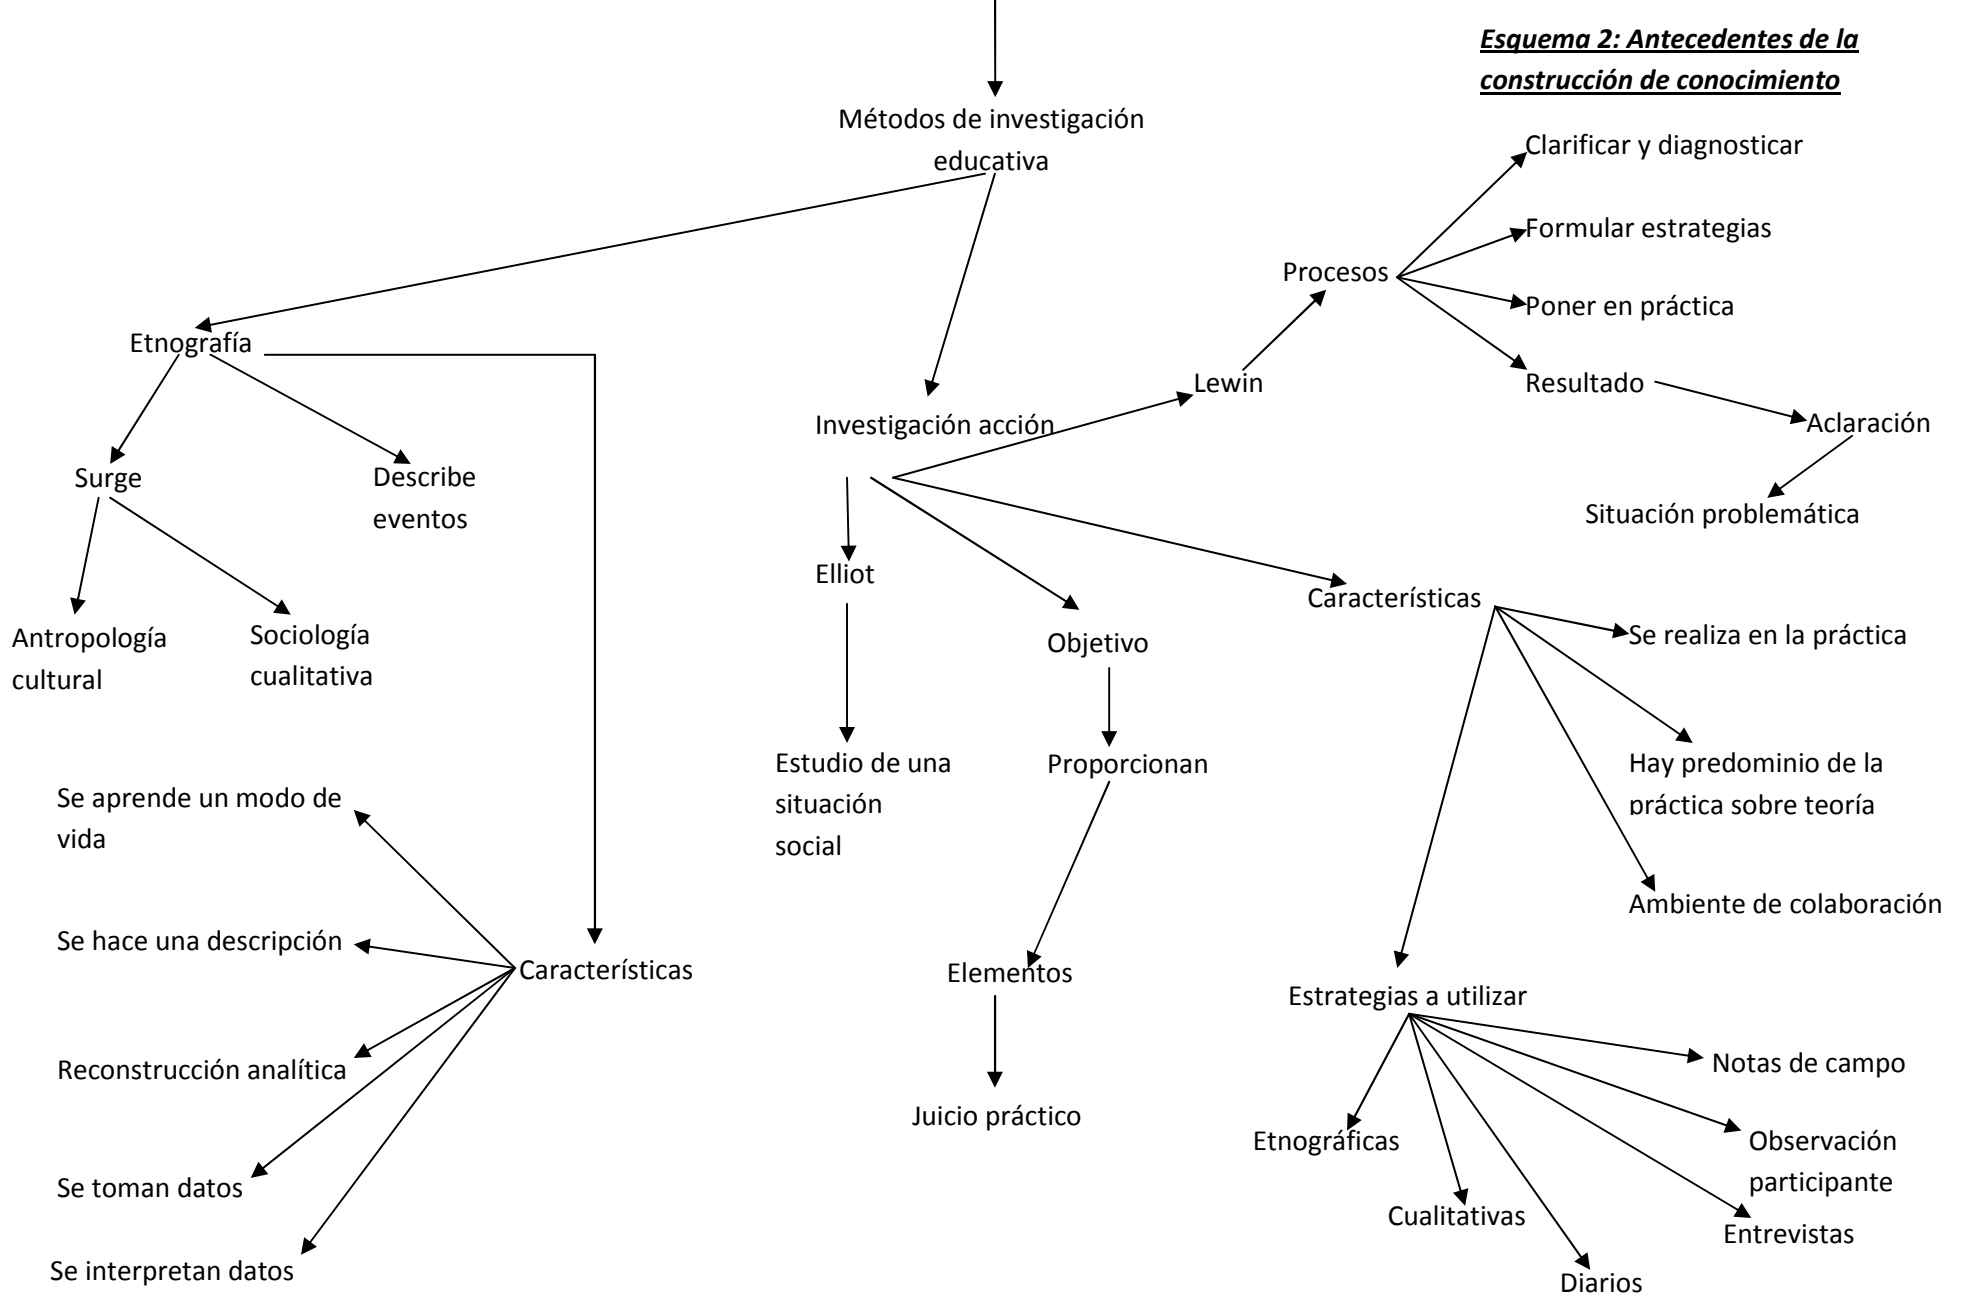 Esquema 2: Antecedentes de la
construcción de conocimiento
Métodos de investigación
educativa
Clarificar y diagnosticar
Formular estrategias
Procesos
Poner en práctica
Etnografía
Lewin
Resultado
Investigación acción
Aclaración
Surge
Describe
eventos
Situación problemática
Elliot
Características
Antropología
cultural
Sociología
cualitativa
Objetivo
Se realiza en la práctica
Estudio de una
situación
social
Proporcionan
Hay predominio de la
práctica sobre teoría
Se aprende un modo de
vida
Ambiente de colaboración
Se hace una descripción
Características
Elementos
Estrategias a utilizar
Reconstrucción analítica
Notas de campo
Juicio práctico
Etnográficas
Observación
participante
Se toman datos
Cualitativas
Entrevistas
Se interpretan datos
Diarios